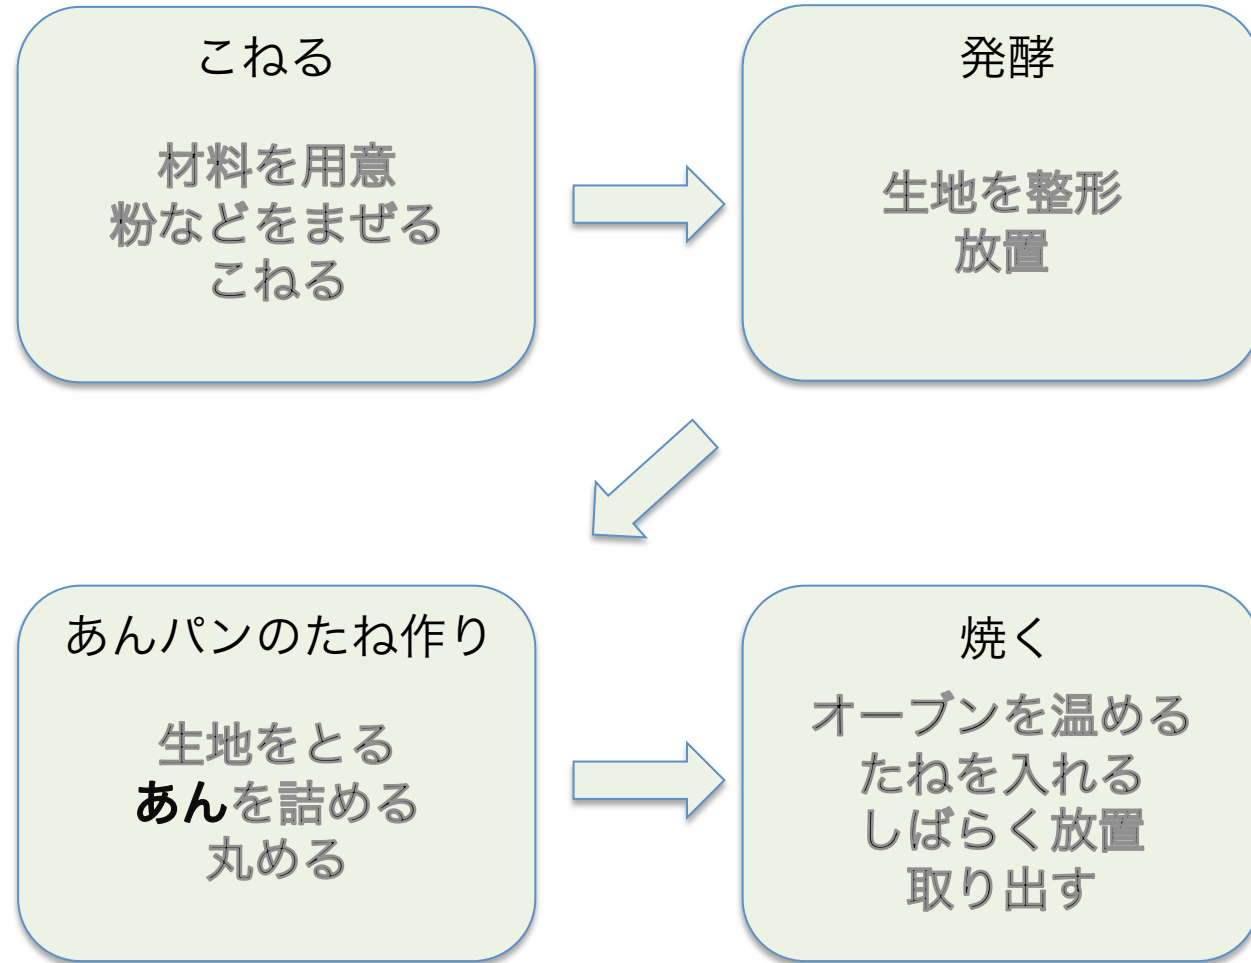 こねる
材料を用意
粉などをまぜる
こねる
発酵
生地を整形
放置
あんパンのたね作り
生地をとる
あんを詰める
丸める
焼く
オーブンを温める
たねを入れる
しばらく放置
取り出す